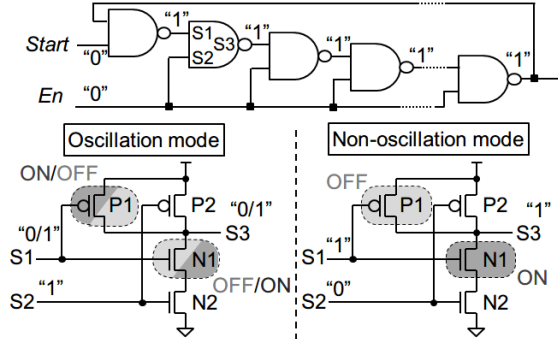 “1” “1” “1” “1” “1”
Start “0” S1 S2 S3
En “0”
Oscillation mode Non-oscillation mode
ON/OFF OFF
P1 P2 P1 P2
“0/1” “0/1” “1” “1”
S1 S3 S1 S3
N1 N1
OFF/ON ON
S2 “1” S2 “0”
N2 N2